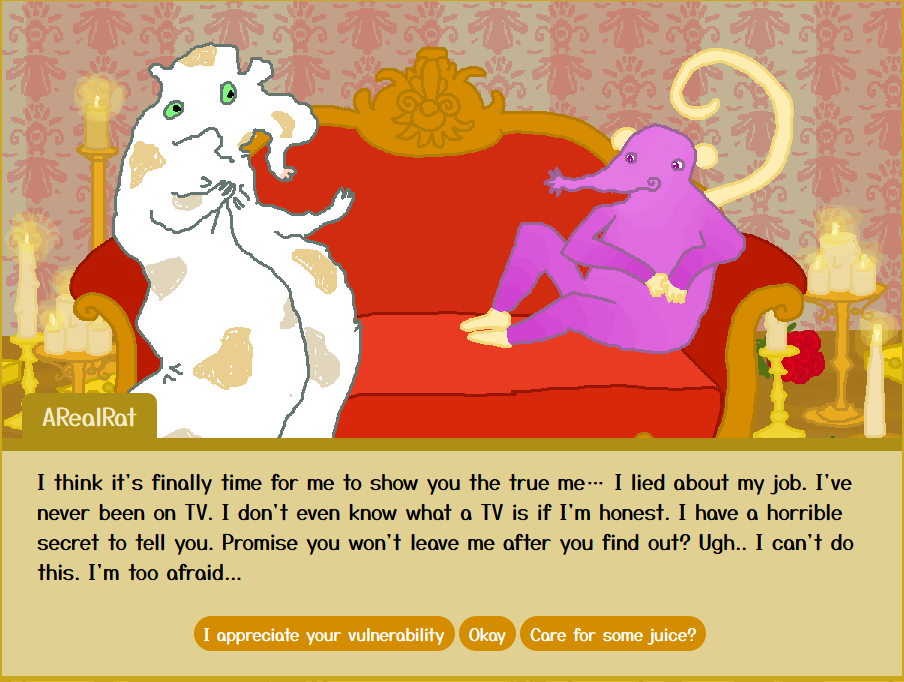 ARealRat
I think it's finally time for me to show you the true me… I lied about my job. I've
never been on TV. I don't even know what a TV is if I'm honest. I have a horrible
secret to tell you. Promise you won't leave me after you find out? Ugh.. I can't do
this. I'm too afraid...
I appreciate your vulnerability Okay Care for some juice?